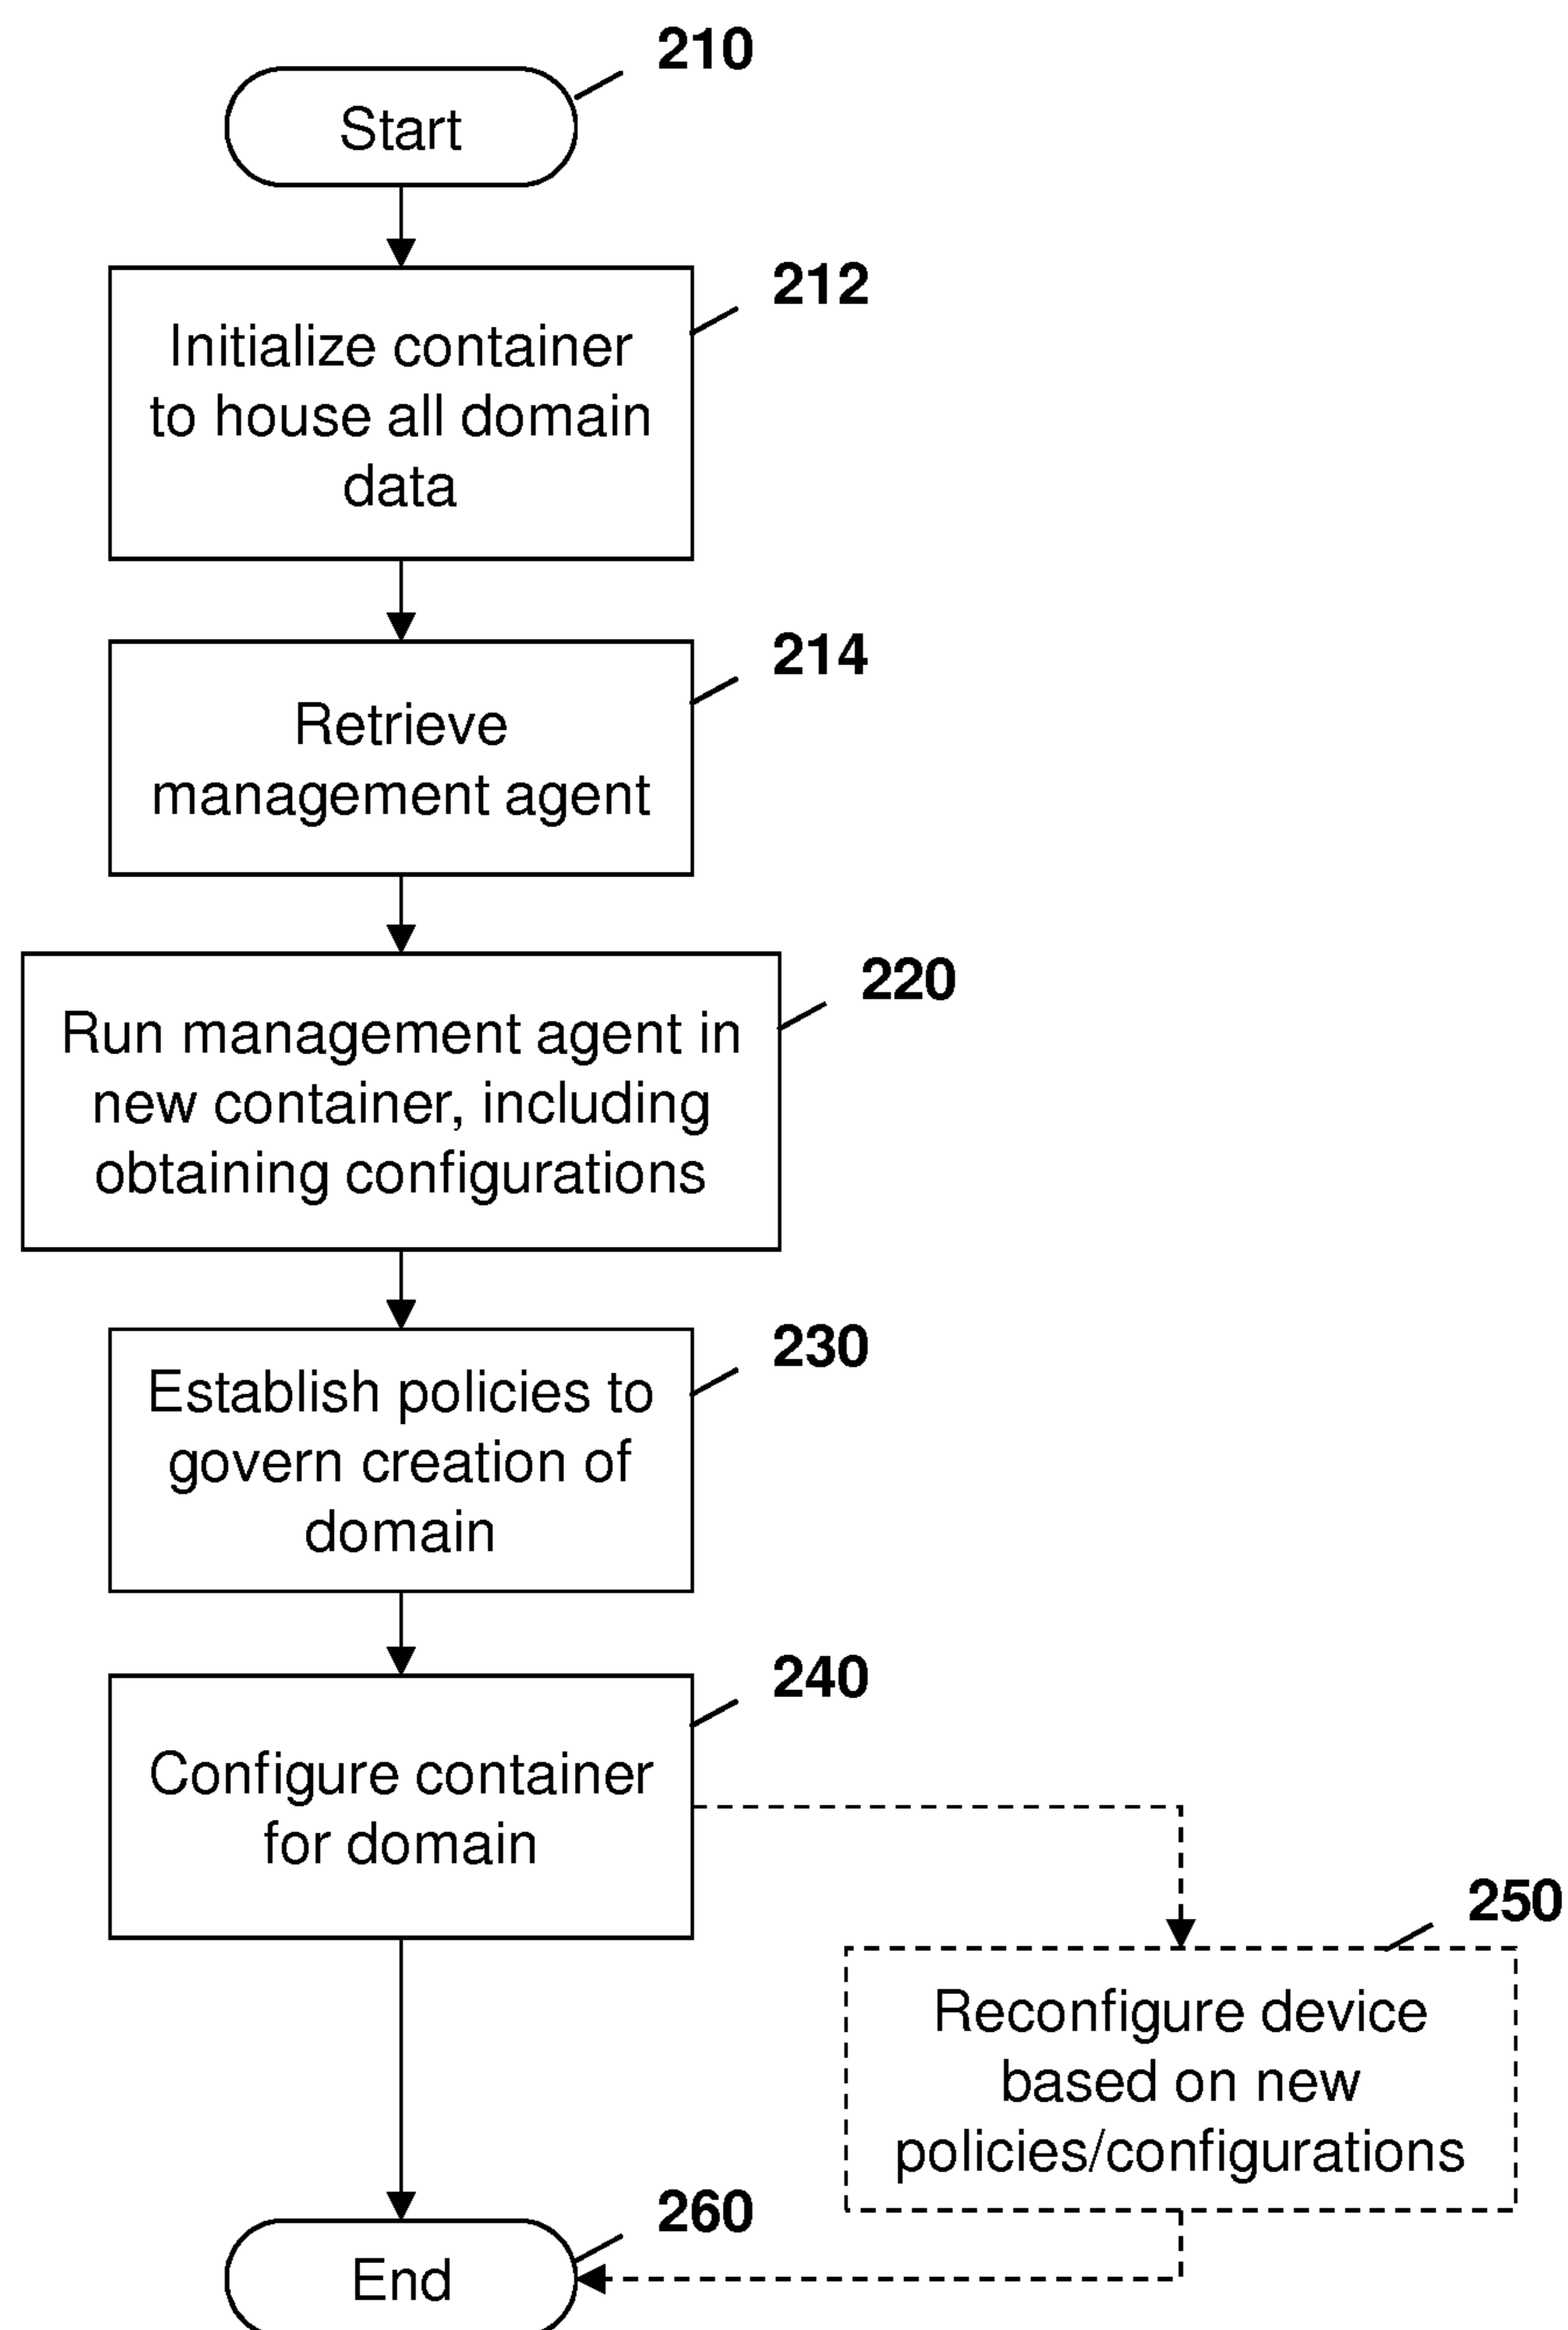 210
Start
212
Initialize container
to house all domain
data
214
Retrieve
management agent
220
Run management agent in
new container, including
obtaining configurations
230
Establish policies to
govern creation of
domain
240
Configure container
for domain
250
Reconfigure device
based on new
policies/configurations
260
End